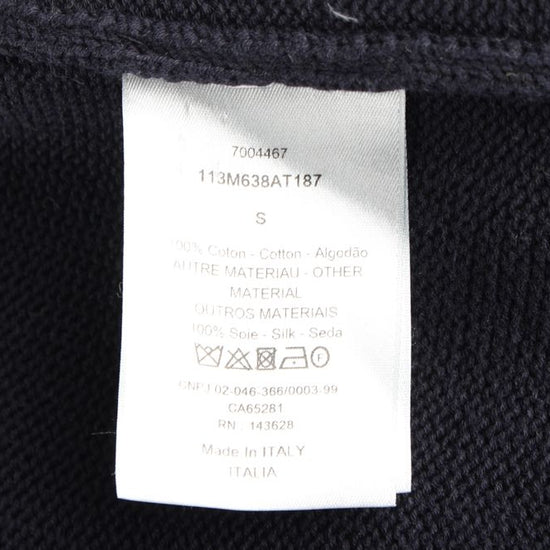 7004467
113M638AT187
S
100% Coton - Cotton - Algodão
AUTRE MATERIAU - OTHER
MATERIAL
OUTROS MATERIAIS
100% Soie - Silk - Seda
CNPJ 02-046-366/0003-99
CA65281
RN : 143628
Made In ITALY
ITALIA